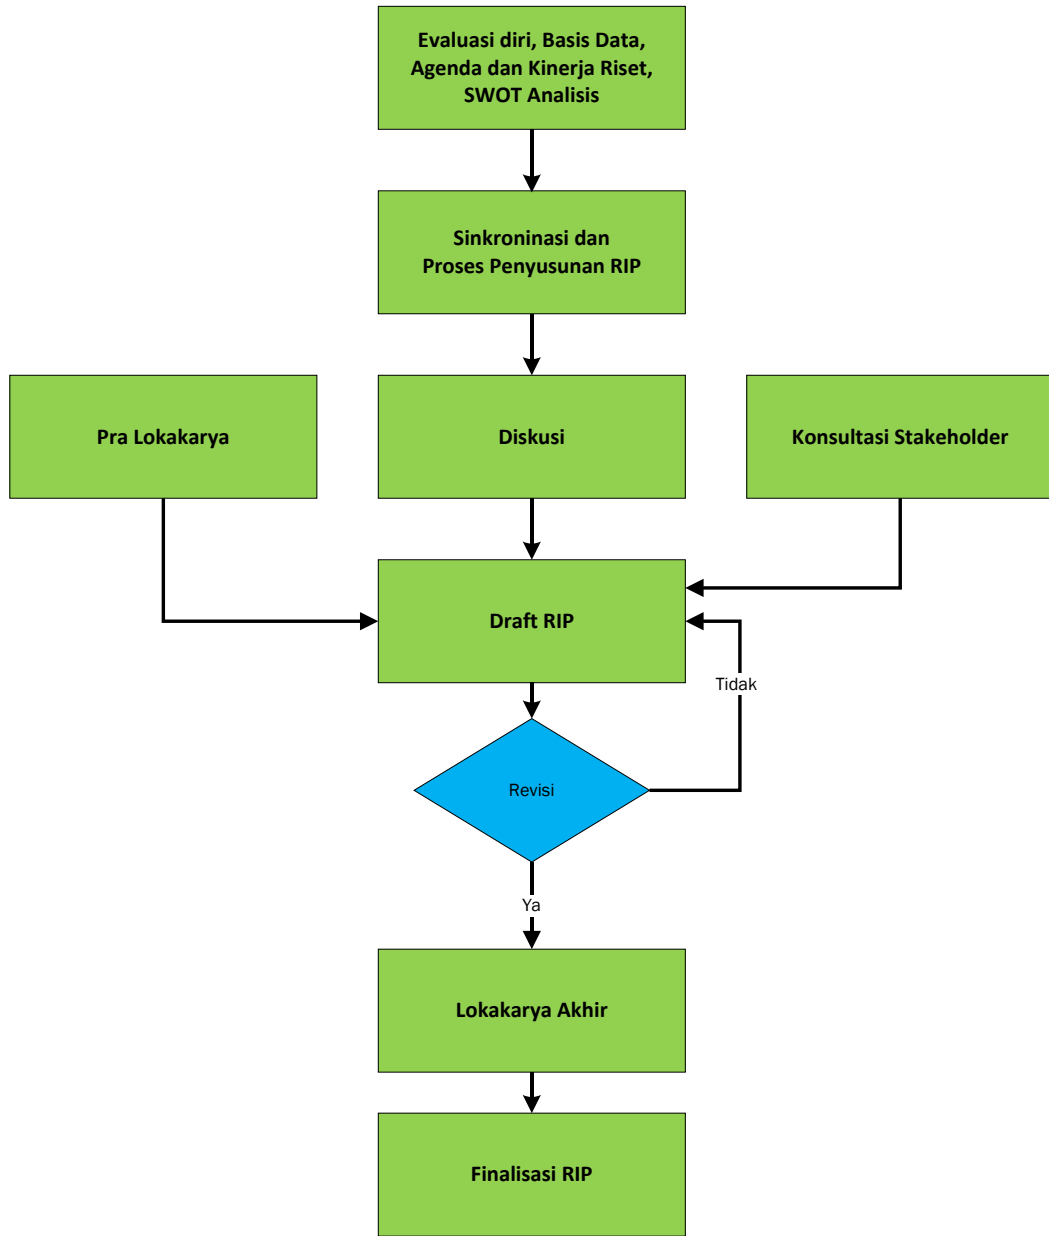 Evaluasi diri, Basis Data,
Agenda dan Kinerja Riset,
SWOT Analisis
Sinkroninasi dan
Proses Penyusunan RIP
Pra Lokakarya
Diskusi
Konsultasi Stakeholder
Draft RIP
Tidak
Revisi
Ya
Lokakarya Akhir
Finalisasi RIP